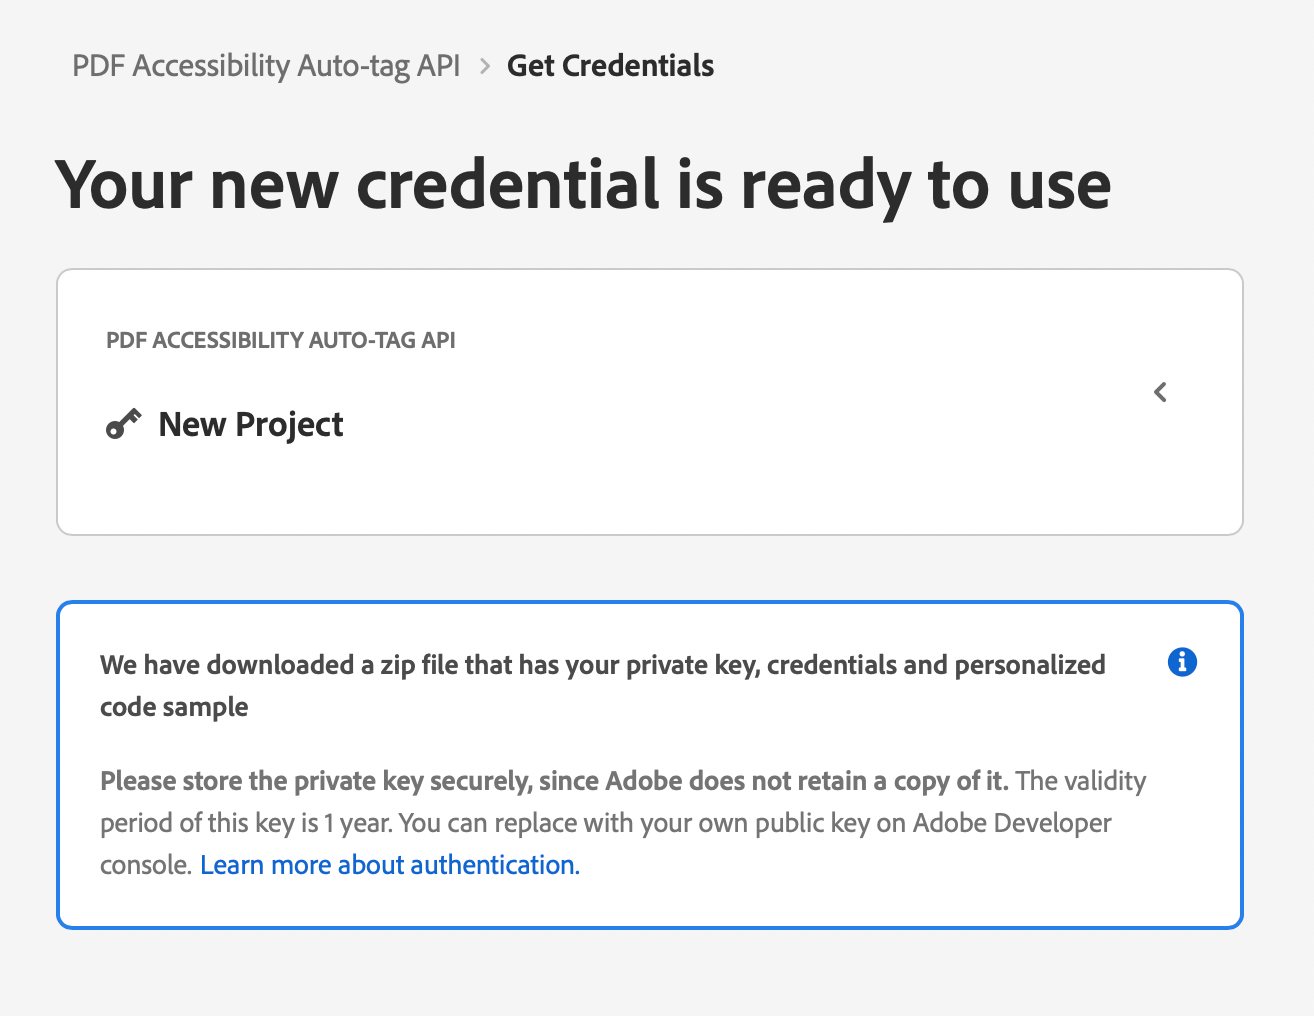 PDF Accessibility Auto-tag API > Get Credentials
Your new credential is ready to use
PDF ACCESSIBILITY AUTO-TAG API
New Project
We have downloaded a zip file that has your private key, credentials and personalized
code sample
Please store the private key securely, since Adobe does not retain a copy of it. The validity
period of this key is 1 year. You can replace with your own public key on Adobe Developer
console. Learn more about authentication.